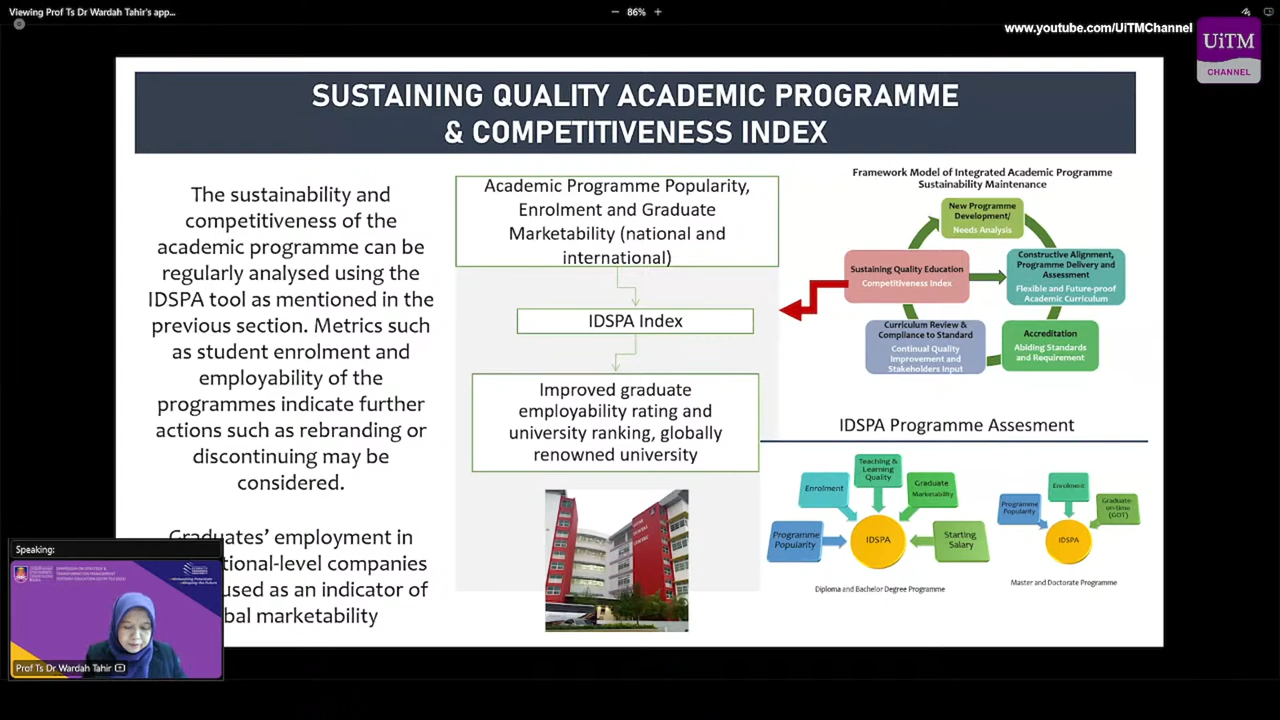 Viewing Prof Ts Dr Wardah Tahir's app...
86%
www.youtube.com/UiTMChannel
UiTM
CHANNEL
SUSTAINING QUALITY ACADEMIC PROGRAMME
& COMPETITIVENESS INDEX
The sustainability and
competitiveness of the
academic programme can be
regularly analysed using the
IDSPA tool as mentioned in the
previous section. Metrics such
as student enrolment and
employability of the
programmes indicate further
actions such as rebranding or
discontinuing may be
considered.
Graduates' employment in
tional-level companies
used as an indicator of
bal marketability
Academic Programme Popularity,
Enrolment and Graduate
Marketability (national and
international)
IDSPA Index
Improved graduate
employability rating and
university ranking, globally
renowned university
Framework Model of Integrated Academic Programme
Sustainability Maintenance
New Programme
Development/
Needs Analysis
Sustaining Quality Education
Competitiveness Index
Constructive Alignment,
Programme Delivery and
Assessment
Flexible and Future-proof
Academic Curriculum
Curriculum Review &
Compliance to Standard
Continual Quality
Improvement and
Stakeholders Input
Accreditation
Abiding Standards
and Requirement
IDSPA Programme Assesment
Programme
Popularity
Enrolment
Teaching &
Learning
Quality
Graduate
Marketability
Starting
Salary
IDSPA
Diploma and Bachelor Degree Programme
Programme
Popularity
Enrolment
Graduate-
on-time
(GOT)
IDSPA
Master and Doctorate Programme
Speaking:
Prof Ts Dr Wardah Tahir